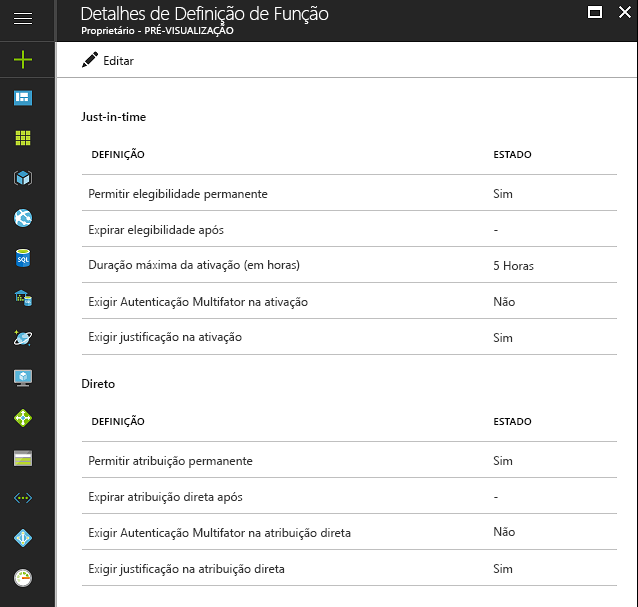 Detalhes de Definição de Função
Proprietário - PRÉ-VISUALIZAÇÃO
Editar
Just-in-time
DEFINIÇÃO ESTADO
Permitir elegibilidade permanente Sim
Expirar elegibilidade após -
Duração máxima da ativação (em horas) 5 Horas
Exigir Autenticação Multifator na ativação Não
Exigir justificação na ativação Sim
Direto
DEFINIÇÃO ESTADO
Permitir atribuição permanente Sim
Expirar atribuição direta após -
Exigir Autenticação Multifator na atribuição direta Não
Exigir justificação na atribuição direta Sim
SQL